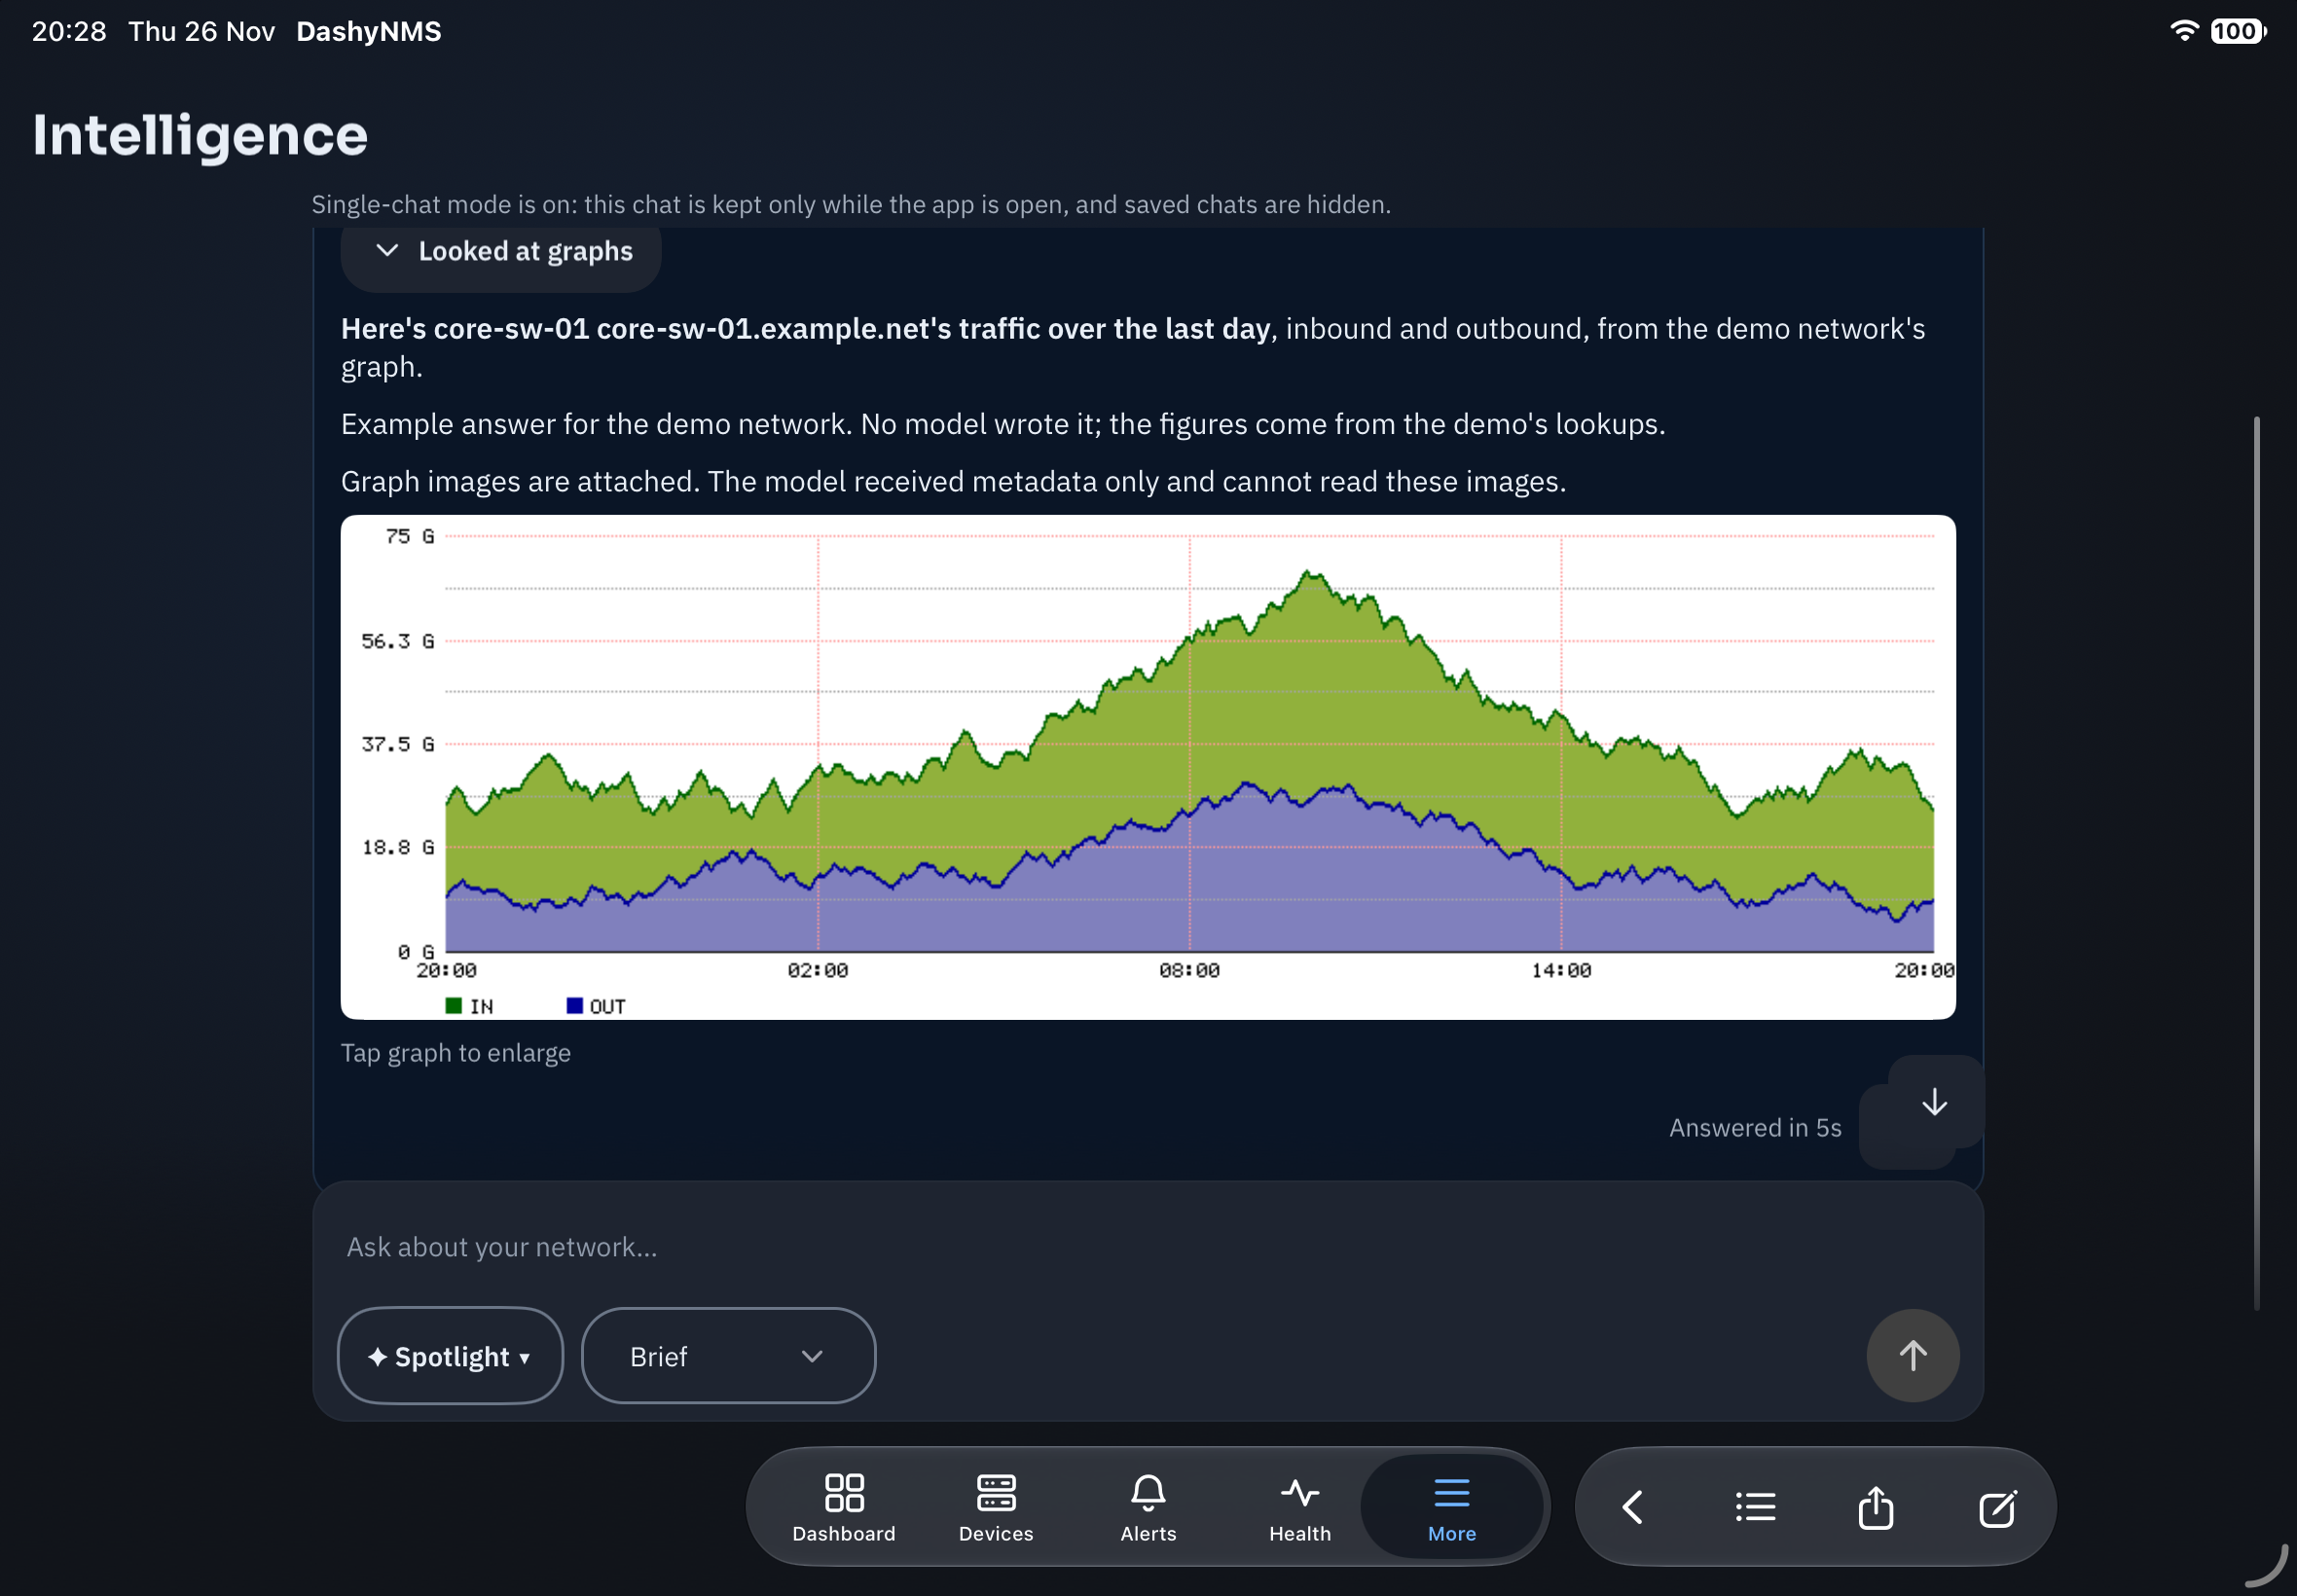 20:28 Thu 26 Nov DashyNMS
100
Intelligence
Single-chat mode is on: this chat is kept only while the app is open, and saved chats are hidden.
Looked at graphs
Here's core-sw-01 core-sw-01.example.net's traffic over the last day, inbound and outbound, from the demo network's
graph.
Example answer for the demo network. No model wrote it; the figures come from the demo's lookups.
Graph images are attached. The model received metadata only and cannot read these images.
75 G
56.3 G
37.5 G
18.8 G
0 G
20:00 02:00 08:00 14:00 20:00
IN OUT
Tap graph to enlarge
Answered in 5s
Ask about your network...
Spotlight
Brief
Dashboard Devices Alerts Health More